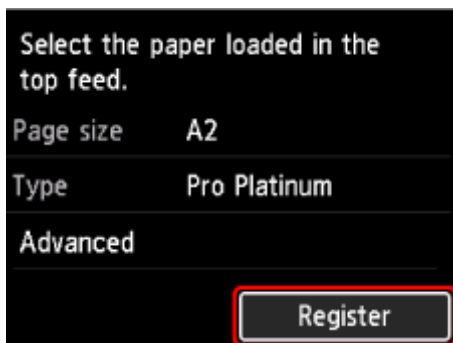 Select the paper loaded in the
top feed.
Page size A2
Type Pro Platinum
Advanced
Register